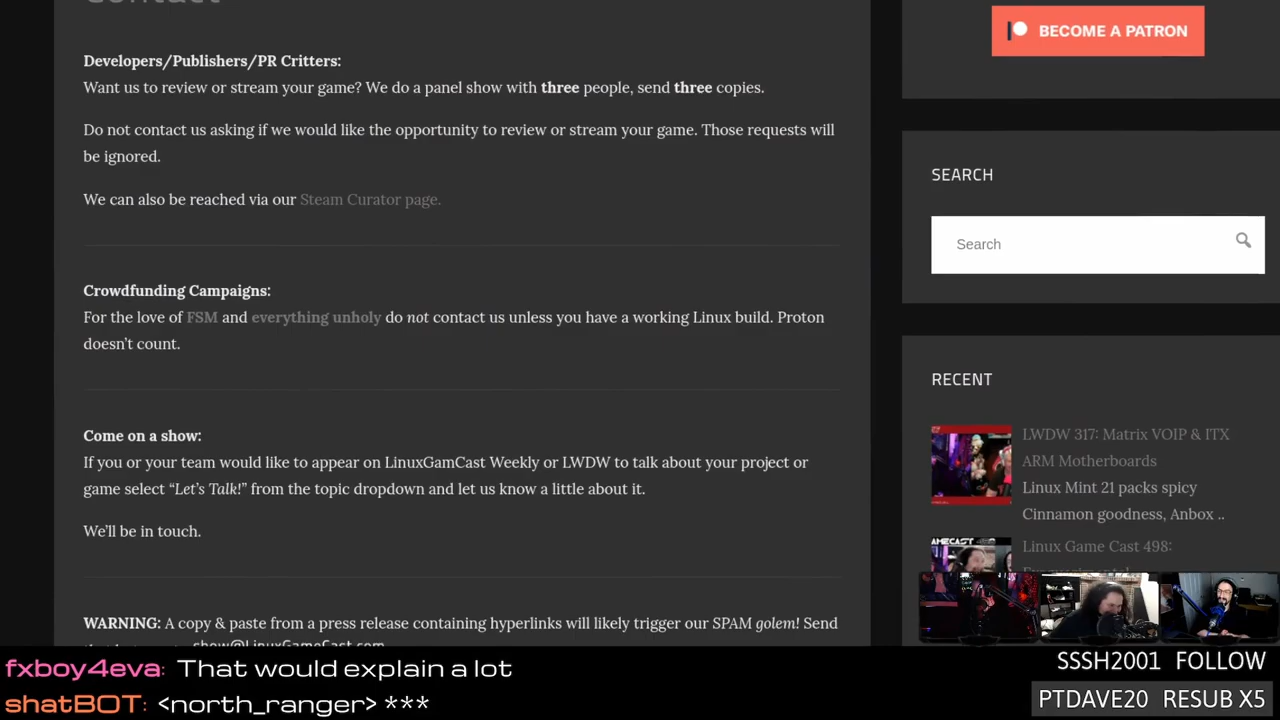 Contact
Developers/Publishers/PR Critters:
Want us to review or stream your game? We do a panel show with three people, send three copies.
Do not contact us asking if we would like the opportunity to review or stream your game. Those requests will
be ignored.
We can also be reached via our Steam Curator page.
Crowdfunding Campaigns:
For the love of FSM and everything unholy do not contact us unless you have a working Linux build. Proton
doesn’t count.
Come on a show:
If you or your team would like to appear on LinuxGamCast Weekly or LWDW to talk about your project or
game select “Let’s Talk!” from the topic dropdown and let us know a little about it.
We’ll be in touch.
WARNING: A copy & paste from a press release containing hyperlinks will likely trigger our SPAM golem! Send
show@LinuxGameCast.com
BECOME A PATRON
SEARCH
Search
RECENT
LWDW 317: Matrix VOIP & ITX
ARM Motherboards
Linux Mint 21 packs spicy
Cinnamon goodness, Anbox ..
Linux Game Cast 498:
fxboy4eva: That would explain a lot
shatBOT: <north_ranger> ***
SSSH2001 FOLLOW
PTDAVE20 RESUB X5